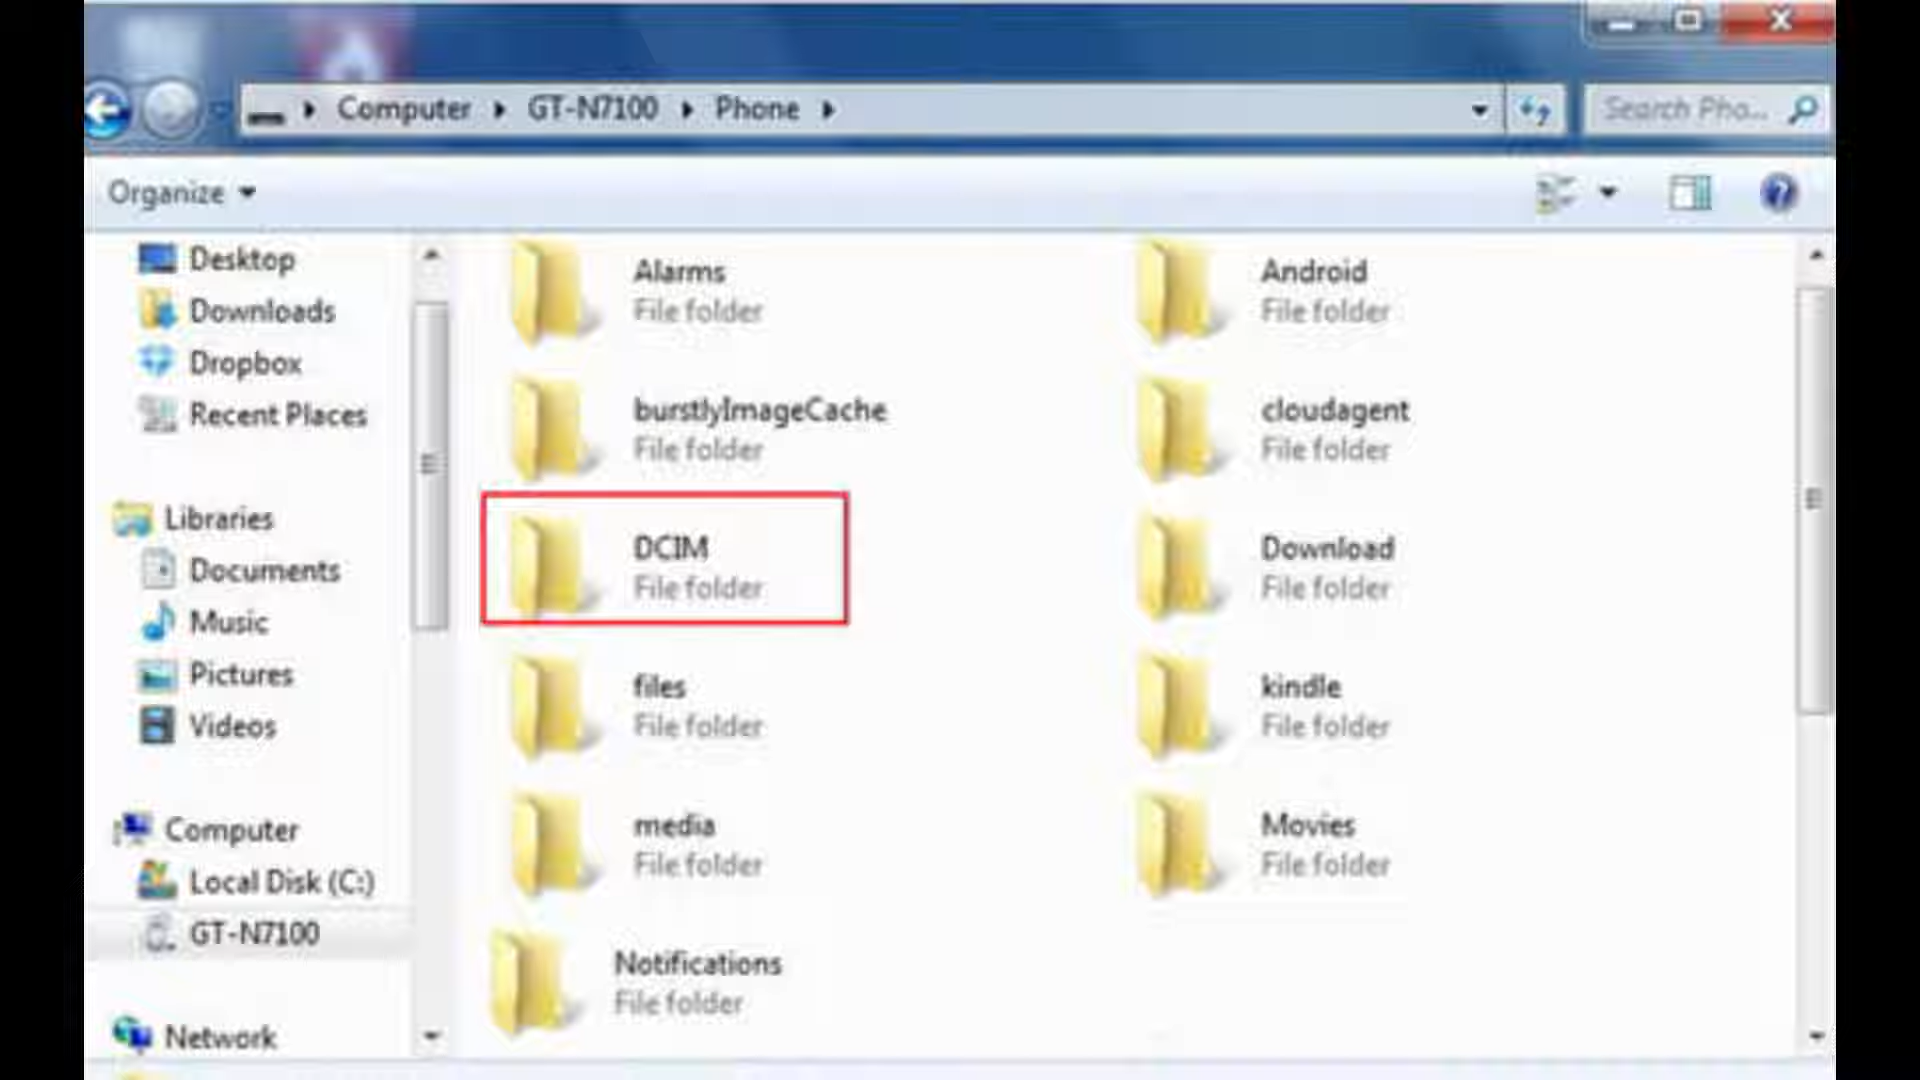 Computer GT-N7100 Phone
Search Pho...
Organize
Desktop
Downloads
Dropbox
Recent Places
Libraries
Documents
Music
Pictures
Videos
Computer
Local Disk (C:)
GT-N7100
Network
Alarms
File folder
Android
File folder
burstlyImageCache
File folder
cloudagent
File folder
DCIM
File folder
Download
File folder
files
File folder
kindle
File folder
media
File folder
Movies
File folder
Notifications
File folder